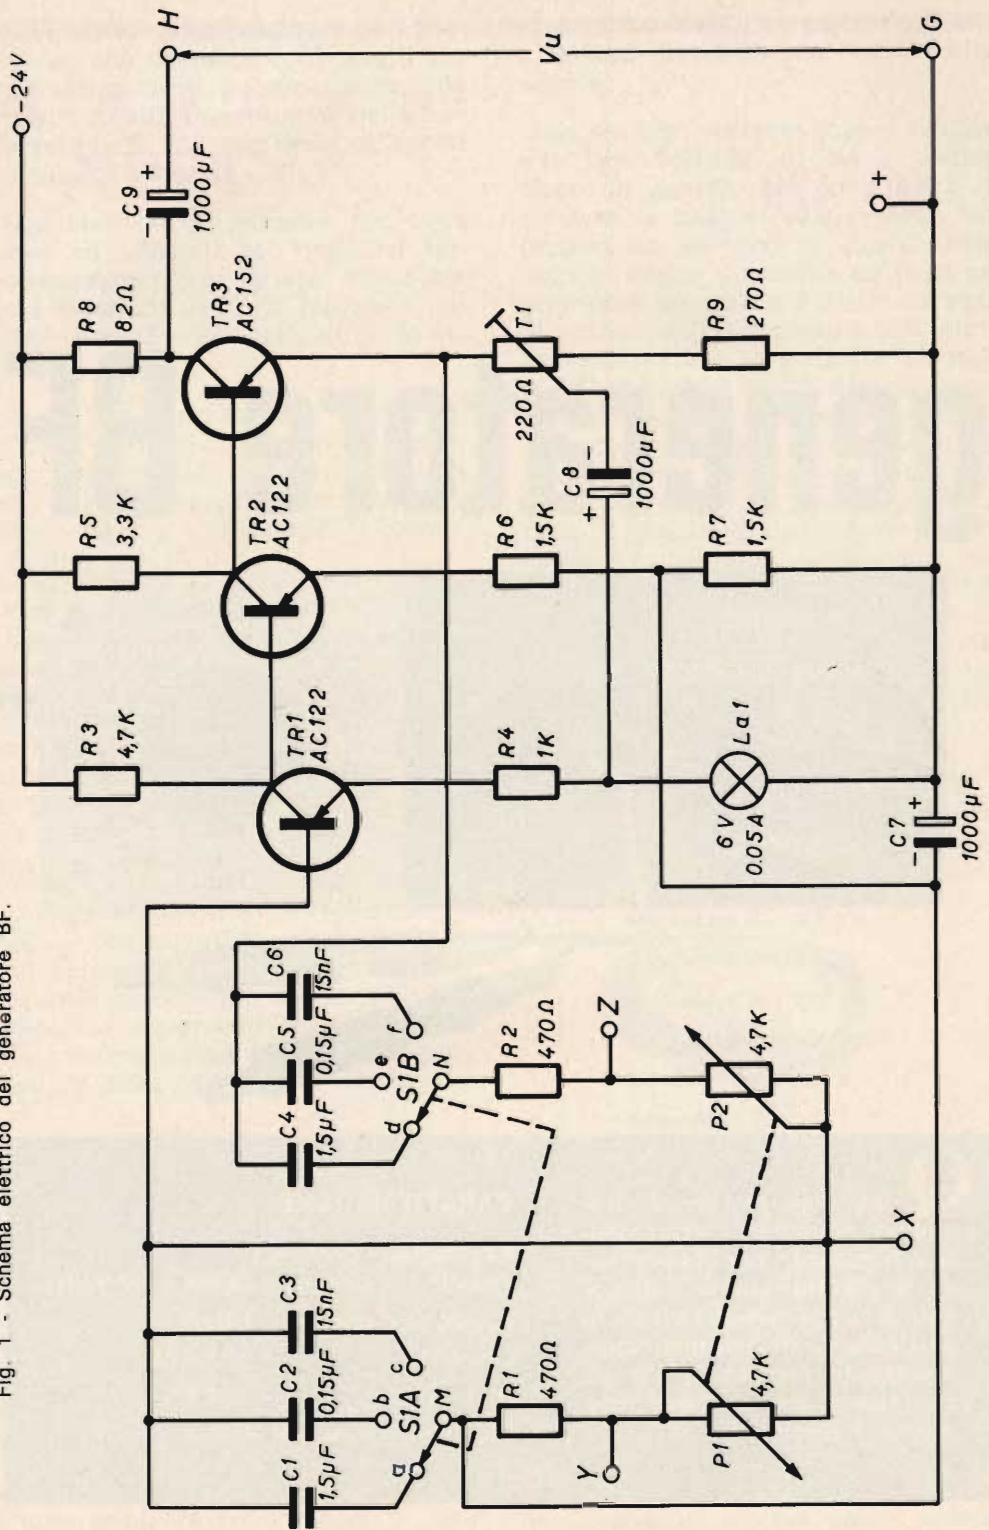 Fig. 1 - Schema elettrico del generatore BF.
-24V
H
Vu
G
+
- C9 +
1000µF
R8
82Ω
TR3
AC152
T1
220Ω
R9
270Ω
R5
3,3K
TR2
AC122
R6
1,5K
R7
1,5K
+ C8 -
1000µF
R3
4,7K
TR1
AC122
R4
1K
La1
6V
0.05A
- C7 +
1000µF
C6
15nF
C5
0,15µF
C4
1,5µF
f
e
d
S1B
N
R2
470Ω
Z
P2
4,7K
X
C3
15nF
C2
0,15µF
C1
1,5µF
c
b
a
S1A
M
R1
470Ω
Y
P1
4,7K